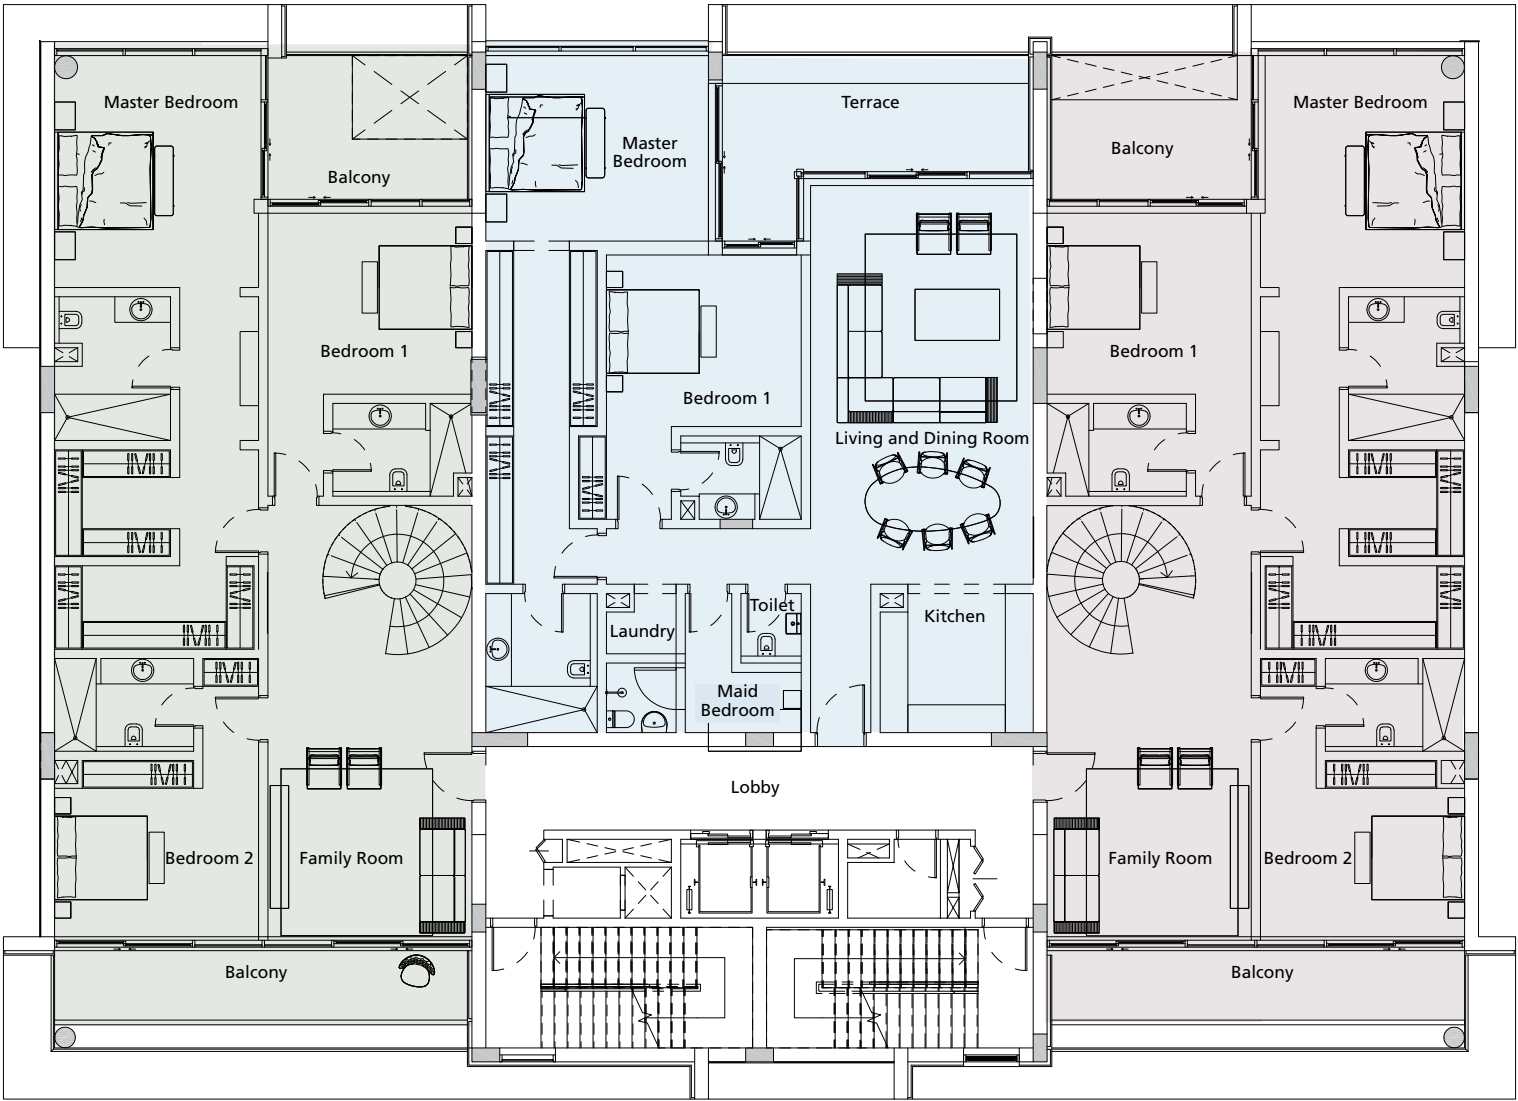 Master Bedroom
Balcony
Master
Bedroom
Terrace
Balcony
Master Bedroom
Bedroom 1
Bedroom 1
Living and Dining Room
Bedroom 1
Laundry
Toilet
Kitchen
Maid
Bedroom
Lobby
Bedroom 2
Family Room
Family Room
Bedroom 2
Balcony
Balcony